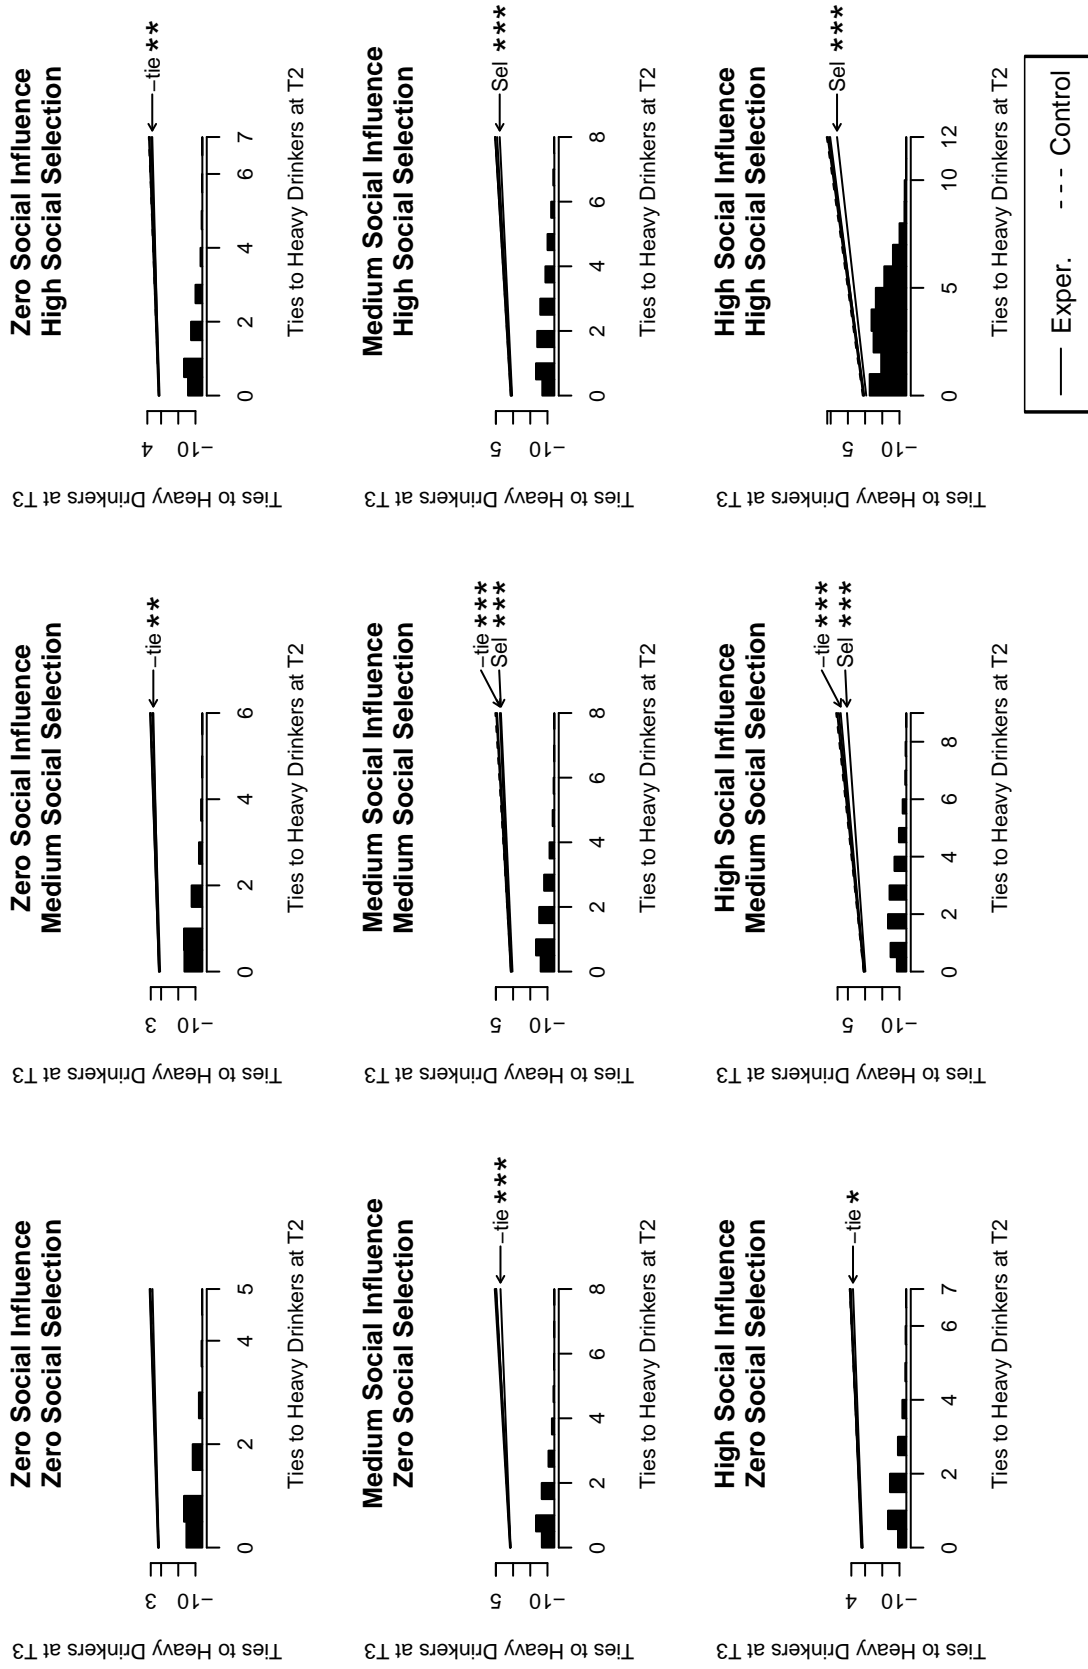 Zero Social Influence
Zero Social Selection
Ties to Heavy Drinkers at T3
3
−10
0 2 4 5
Ties to Heavy Drinkers at T2
Zero Social Influence
Medium Social Selection
Ties to Heavy Drinkers at T3
3
−10
−tie **
0 2 4 6
Ties to Heavy Drinkers at T2
Zero Social Influence
High Social Selection
Ties to Heavy Drinkers at T3
4
−10
−tie **
0 2 4 6 7
Ties to Heavy Drinkers at T2
Medium Social Influence
Zero Social Selection
Ties to Heavy Drinkers at T3
5
−10
−tie ***
0 2 4 6 8
Ties to Heavy Drinkers at T2
Medium Social Influence
Medium Social Selection
Ties to Heavy Drinkers at T3
5
−10
−tie ***
Sel ***
0 2 4 6 8
Ties to Heavy Drinkers at T2
Medium Social Influence
High Social Selection
Ties to Heavy Drinkers at T3
5
−10
Sel ***
0 2 4 6 8
Ties to Heavy Drinkers at T2
High Social Influence
Zero Social Selection
Ties to Heavy Drinkers at T3
4
−10
−tie *
0 2 4 6 7
Ties to Heavy Drinkers at T2
High Social Influence
Medium Social Selection
Ties to Heavy Drinkers at T3
5
−10
−tie ***
Sel ***
0 2 4 6 8
Ties to Heavy Drinkers at T2
High Social Influence
High Social Selection
Ties to Heavy Drinkers at T3
5
−10
Sel ***
0 5 10 12
Ties to Heavy Drinkers at T2
Exper. Control